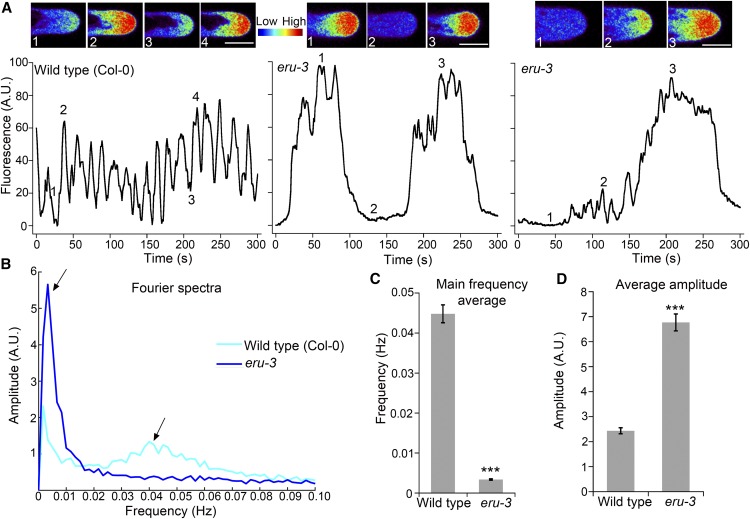 A
1 2 3 4
Low High
1 2 3
1 2 3
Wild type (Col-0)
eru-3
eru-3
Fluorescence (A.U.)
100
80
60
40
20
0
1 2 3 4
1 2 3
1 2 3
0 50 100 150 200 250 300
0 50 100 150 200 250 300
0 50 100 150 200 250 300
Time (s)
Time (s)
Time (s)
B
Fourier spectra
Wild type (Col-0)
eru-3
Amplitude (A.U.)
6
5
4
3
2
1
0 0.01 0.02 0.03 0.04 0.05 0.06 0.07 0.08 0.09 0.10
Frequency (Hz)
C
Main frequency
average
Frequency (Hz)
0.05
0.04
0.03
0.02
0.01
0
***
Wild type eru-3
D
Average amplitude
Amplitude (A.U.)
8
7
6
5
4
3
2
1
0
***
Wild type eru-3